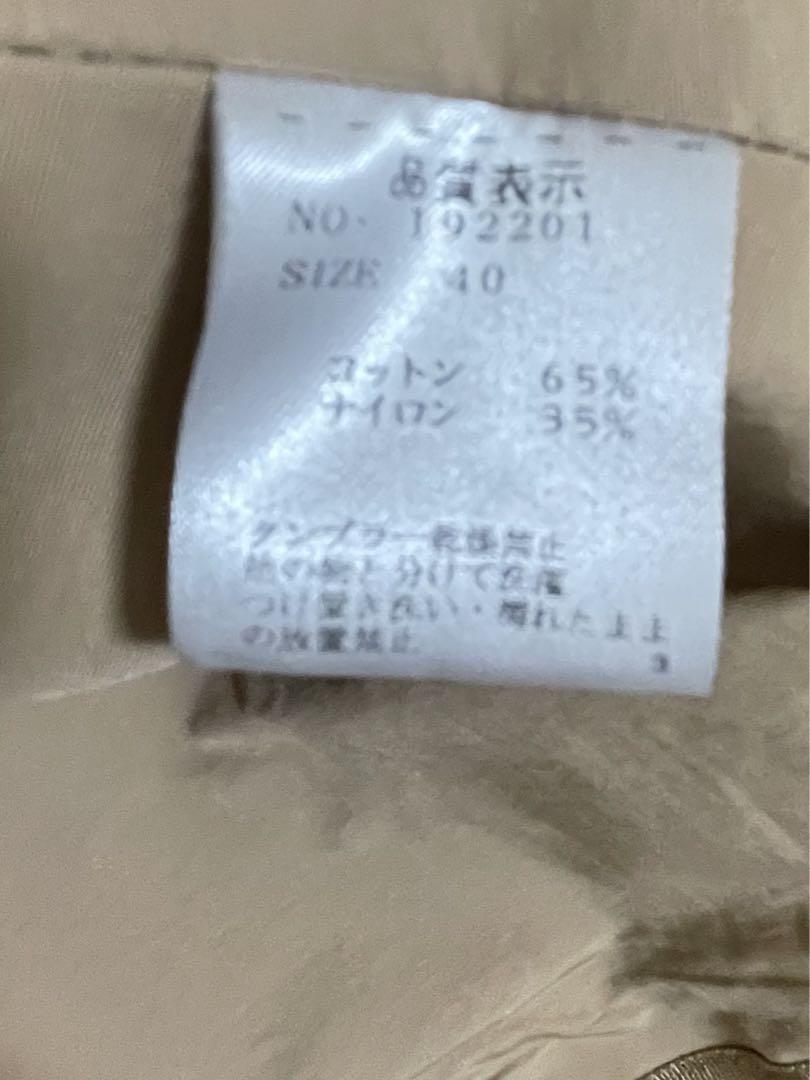 品質表示
NO. 192201
SIZE 40
コットン 65%
ナイロン 35%
タンブラー乾燥禁止
他の物と分けて洗濯
つけ置き洗い・濡れたまま
の放置禁止
3